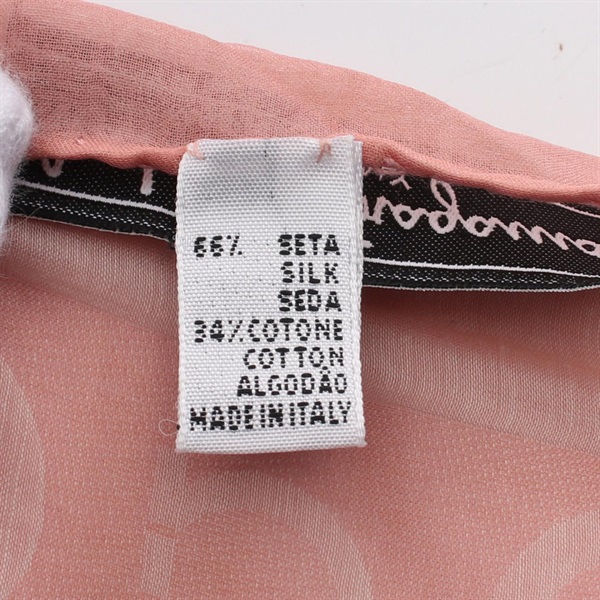 66% SETA
SILK
SEDA
34% COTONE
COTTON
ALGODÃO
MADE IN ITALY